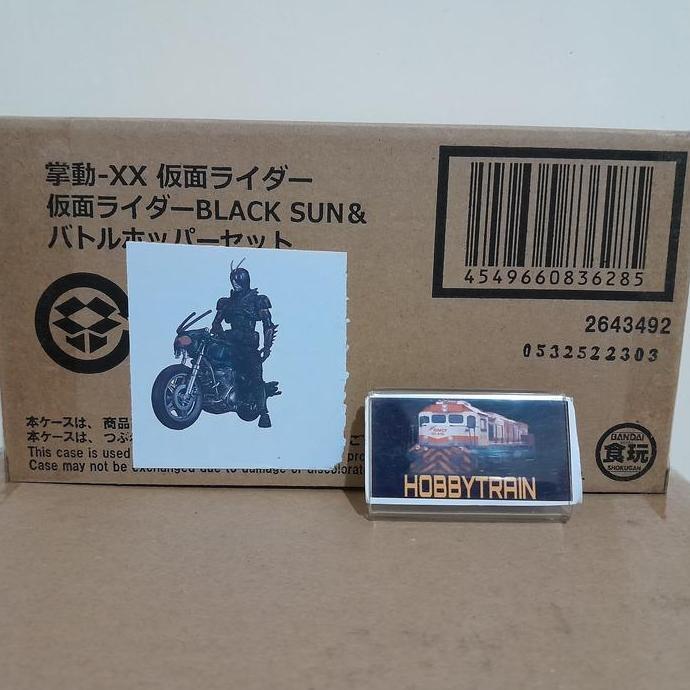 掌動-XX 仮面ライダー
仮面ライダーBLACK SUN&
バトルホッパーセット
4549660836285
2643492
0532522303
本ケースは、商品
本ケースは、つぶ
This case is used
Case may not be exchanged due to damage or discolorat
BANDAI
食玩
SHOKUGAN
HOBBYTRAIN